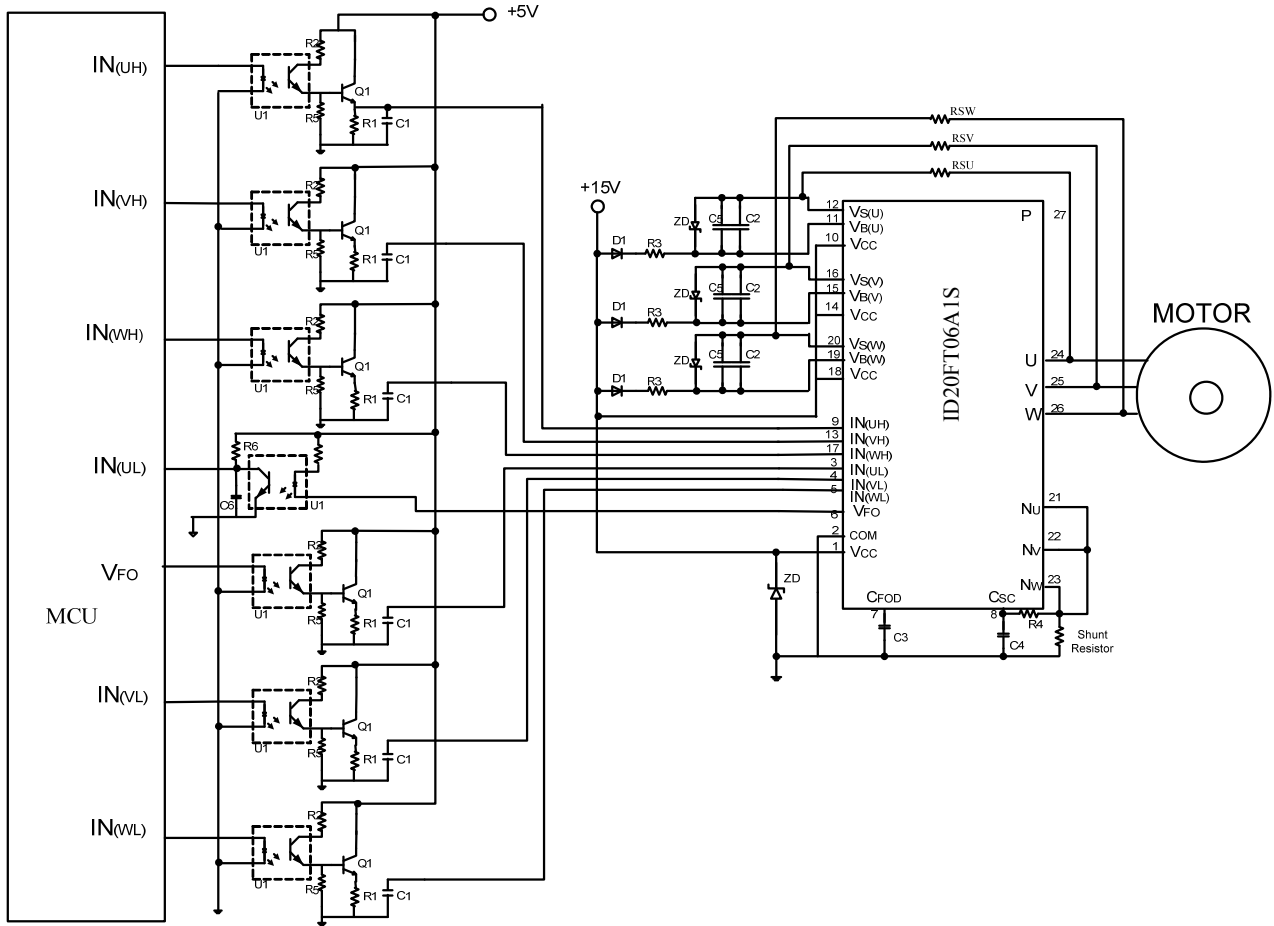 +5V
IN(UH)
R2
Q1
U1
R5
R1
C1
IN(VH)
R2
Q1
U1
R5
R1
C1
IN(WH)
R2
Q1
U1
R5
R1
C1
IN(UL)
R6
C6
U1
VFO
R2
Q1
U1
R5
R1
C1
MCU
IN(VL)
R2
Q1
U1
R5
R1
C1
IN(WL)
R2
Q1
U1
R5
R1
C1
RSW
RSV
RSU
+15V
ZD
C5
C2
D1
R3
ZD
C5
C2
D1
R3
ZD
C5
C2
D1
R3
12 VS(U)
11 VB(U)
10 VCC
16 VS(V)
15 VB(V)
14 VCC
20 VS(W)
19 VB(W)
18 VCC
9 IN(UH)
13 IN(VH)
17 IN(WH)
3 IN(UL)
4 IN(VL)
5 IN(WL)
6 VFO
2 COM
1 VCC
ZD
ID20FT06A1S
P 27
U 24
V 25
W 26
NU 21
NV 22
NW 23
CFOD
7
C3
CSC
8
R4
C4
Shunt
Resistor
MOTOR